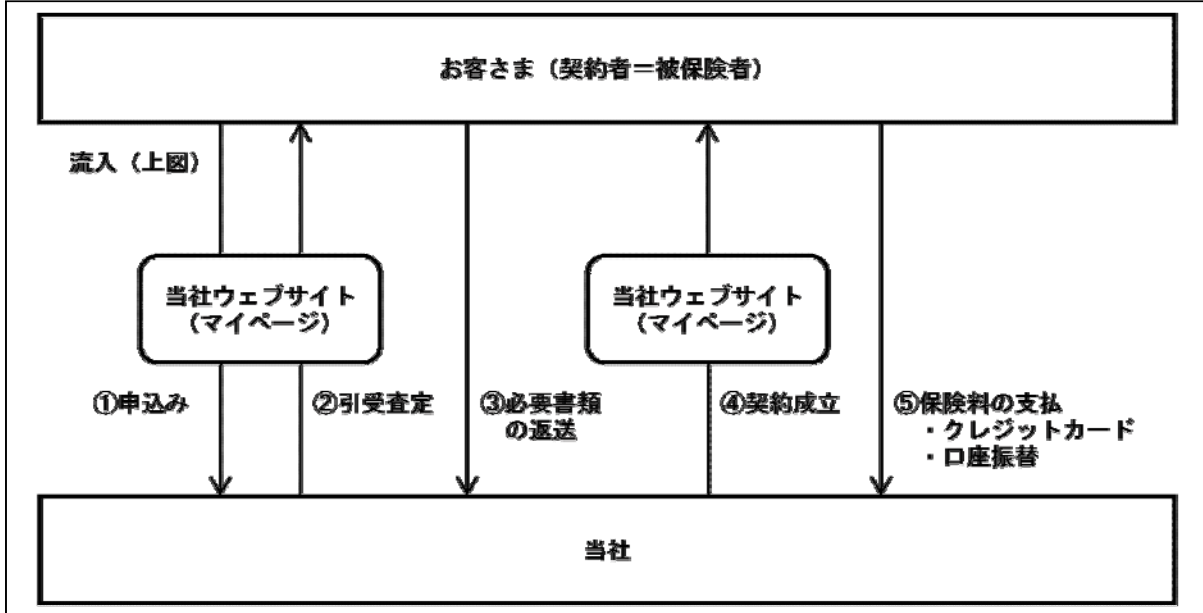 お客さま（契約者＝被保険者）
流入（上図）
当社ウェブサイト
（マイページ）
当社ウェブサイト
（マイページ）
①申込み
②引受査定
③必要書類
の返送
④契約成立
⑤保険料の支払
・クレジットカード
・口座振替
当社